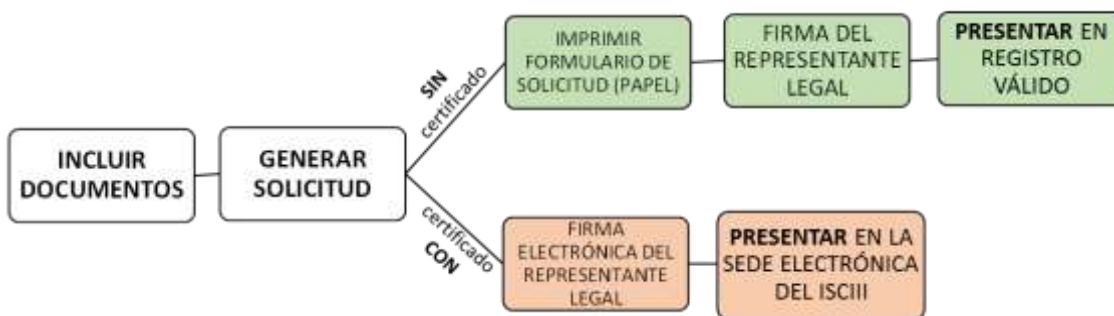 INCLUIR
DOCUMENTOS
GENERAR
SOLICITUD
SIN
certificado
IMPRIMIR
FORMULARIO DE
SOLICITUD (PAPEL)
FIRMA DEL
REPRESENTANTE
LEGAL
PRESENTAR EN
REGISTRO
VÁLIDO
certificado
CON
FIRMA
ELECTRÓNICA DEL
REPRESENTANTE
LEGAL
PRESENTAR EN LA
SEDE ELECTRÓNICA
DEL ISCIII